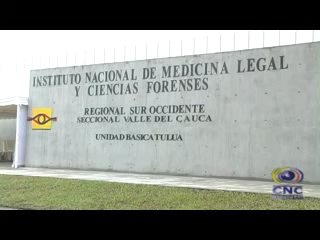 INSTITUTO NACIONAL DE MEDICINA LEGAL
Y CIENCIAS FORENSES
REGIONAL SUR OCCIDENTE
SECCIONAL VALLE DEL CAUCA
UNIDAD BASICA TULUA
CNC